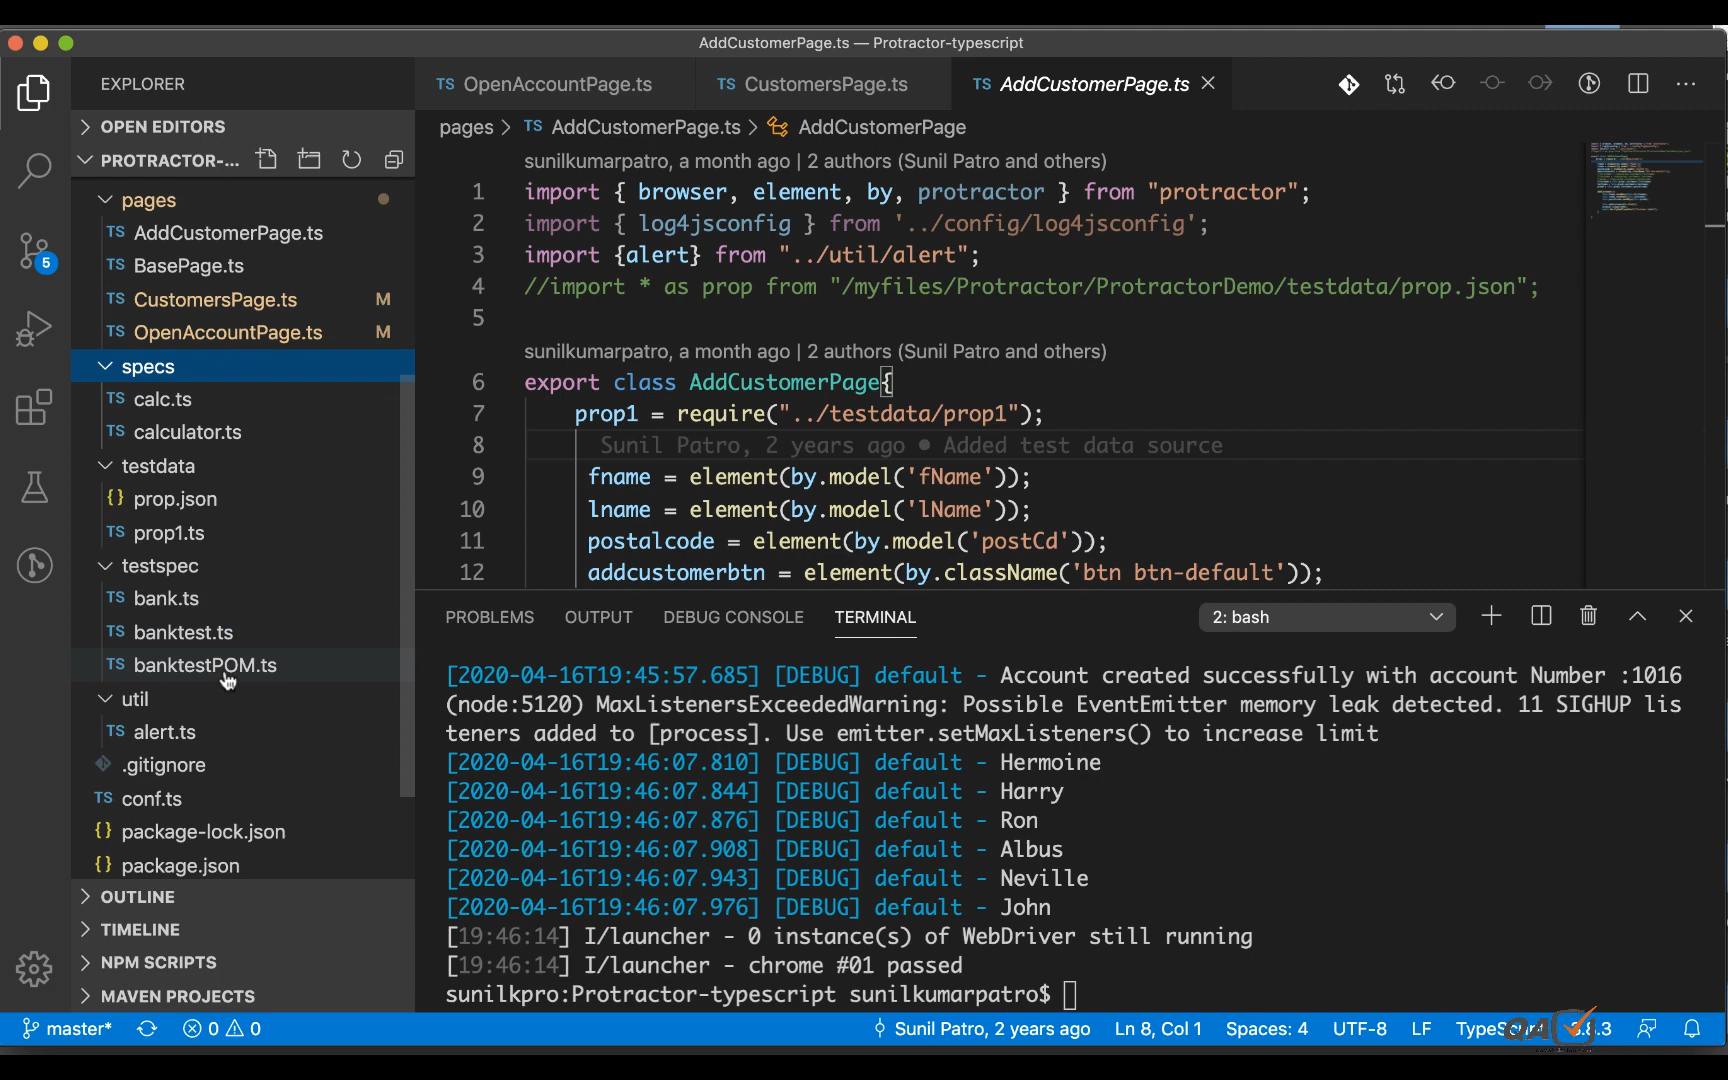 AddCustomerPage.ts — Protractor-typescript
EXPLORER
OPEN EDITORS
PROTRACTOR-...
pages
TS AddCustomerPage.ts
TS BasePage.ts
TS CustomersPage.ts M
TS OpenAccountPage.ts M
specs
TS calc.ts
TS calculator.ts
testdata
{} prop.json
TS prop1.ts
testspec
TS bank.ts
TS banktest.ts
TS banktestPOM.ts
util
TS alert.ts
.gitignore
TS conf.ts
{} package-lock.json
{} package.json
OUTLINE
TIMELINE
NPM SCRIPTS
MAVEN PROJECTS
5
TS OpenAccountPage.ts TS CustomersPage.ts TS AddCustomerPage.ts
pages > TS AddCustomerPage.ts > AddCustomerPage
sunilkumarpatro, a month ago | 2 authors (Sunil Patro and others)
1 import { browser, element, by, protractor } from "protractor";
2 import { log4jsconfig } from '../config/log4jsconfig';
3 import {alert} from "../util/alert";
4 //import * as prop from "/myfiles/Protractor/ProtractorDemo/testdata/prop.json";
5
sunilkumarpatro, a month ago | 2 authors (Sunil Patro and others)
6 export class AddCustomerPage{
7 prop1 = require("../testdata/prop1");
8 Sunil Patro, 2 years ago • Added test data source
9 fname = element(by.model('fName'));
10 lname = element(by.model('lName'));
11 postalcode = element(by.model('postCd'));
12 addcustomerbtn = element(by.className('btn btn-default'));
PROBLEMS OUTPUT DEBUG CONSOLE TERMINAL 2: bash
[2020-04-16T19:45:57.685] [DEBUG] default - Account created successfully with account Number :1016
(node:5120) MaxListenersExceededWarning: Possible EventEmitter memory leak detected. 11 SIGHUP lis
teners added to [process]. Use emitter.setMaxListeners() to increase limit
[2020-04-16T19:46:07.810] [DEBUG] default - Hermoine
[2020-04-16T19:46:07.844] [DEBUG] default - Harry
[2020-04-16T19:46:07.876] [DEBUG] default - Ron
[2020-04-16T19:46:07.908] [DEBUG] default - Albus
[2020-04-16T19:46:07.943] [DEBUG] default - Neville
[2020-04-16T19:46:07.976] [DEBUG] default - John
[19:46:14] I/launcher - 0 instance(s) of WebDriver still running
[19:46:14] I/launcher - chrome #01 passed
sunilkpro:Protractor-typescript sunilkumarpatro$
master* 0 0 Sunil Patro, 2 years ago Ln 8, Col 1 Spaces: 4 UTF-8 LF
QA